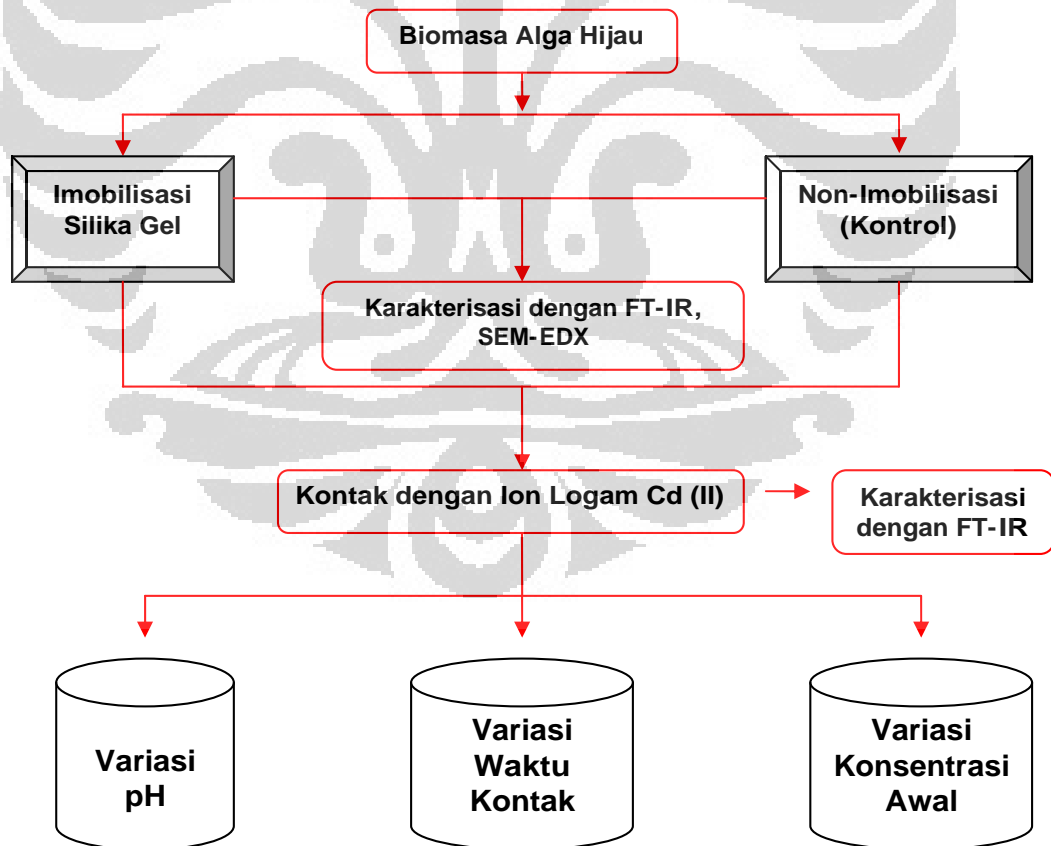 Biomasa Alga Hijau
Imobilisasi
Silika Gel
Non-Imobilisasi
(Kontrol)
Karakterisasi dengan FT-IR,
SEM-EDX
Kontak dengan Ion Logam Cd (II)
Karakterisasi
dengan FT-IR
Variasi
pH
Variasi
Waktu
Kontak
Variasi
Konsentrasi
Awal